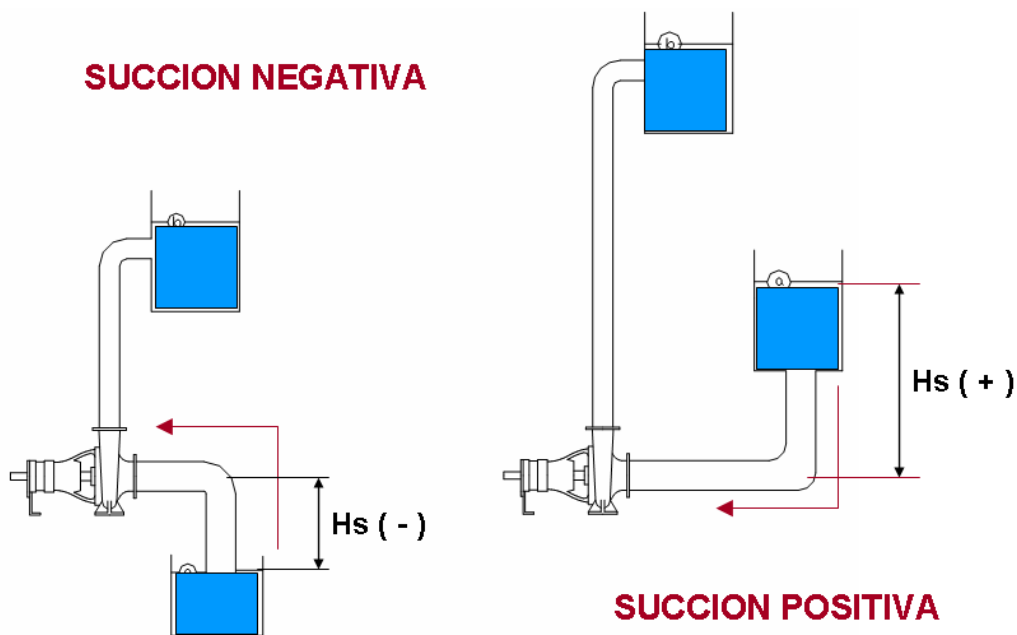 SUCCION NEGATIVA
b
b
a
Hs ( + )
Hs ( - )
a
SUCCION POSITIVA